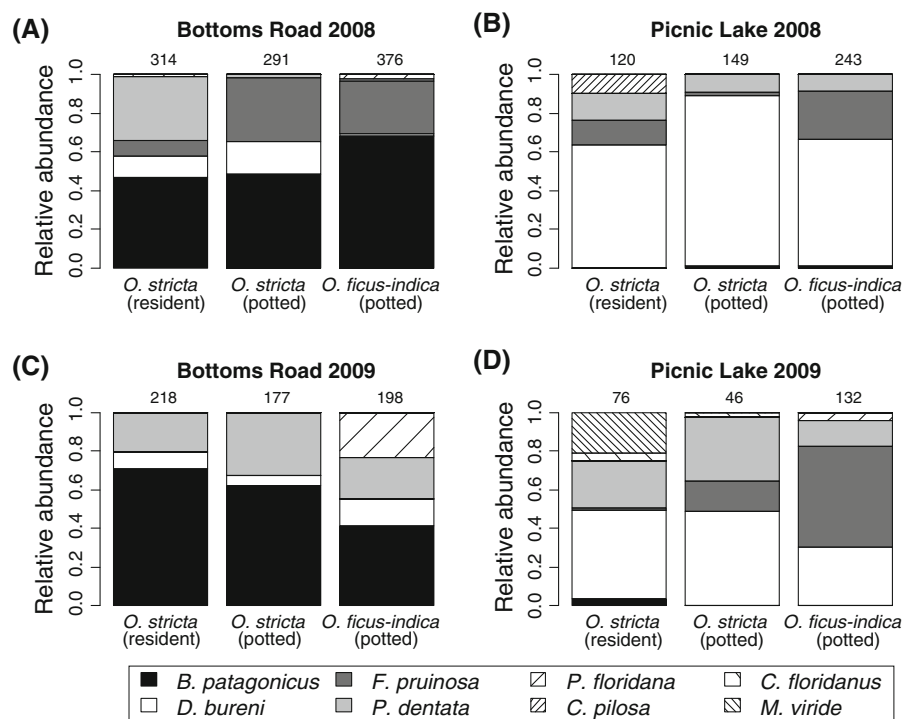 (A) Bottoms Road 2008
314 291 376
Relative abundance
0.0 0.2 0.4 0.6 0.8 1.0
O. stricta (resident)
O. stricta (potted)
O. ficus-indica (potted)
(B) Picnic Lake 2008
120 149 243
Relative abundance
0.0 0.2 0.4 0.6 0.8 1.0
O. stricta (resident)
O. stricta (potted)
O. ficus-indica (potted)
(C) Bottoms Road 2009
218 177 198
Relative abundance
0.0 0.2 0.4 0.6 0.8 1.0
O. stricta (resident)
O. stricta (potted)
O. ficus-indica (potted)
(D) Picnic Lake 2009
76 46 132
Relative abundance
0.0 0.2 0.4 0.6 0.8 1.0
O. stricta (resident)
O. stricta (potted)
O. ficus-indica (potted)
B. patagonicus F. pruinosa P. floridana C. floridanus
D. bureni P. dentata C. pilosa M. viride